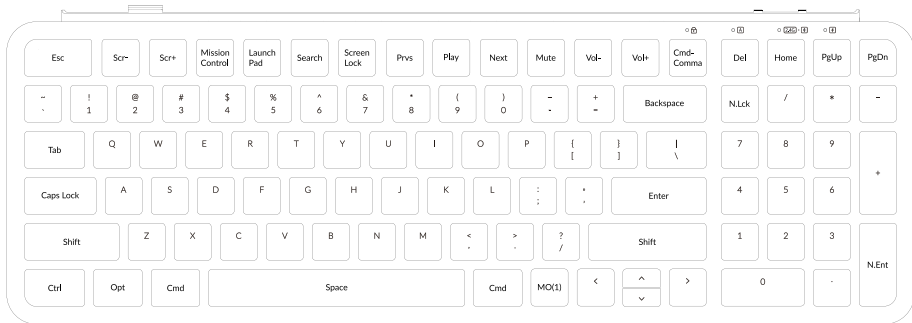 A
Esc Scr- Scr+ Mission Control Launch Pad Search Screen Lock Prvs Play Next Mute Vol- Vol+ Cmd-Comma Del Home PgUp PgDn
~ ` ! 1 @ 2 # 3 $ 4 % 5 ^ 6 & 7 * 8 ( 9 ) 0 – - + = Backspace N.Lck / * –
Tab Q W E R T Y U I O P { [ } ] | \ 7 8 9 +
Caps Lock A S D F G H J K L : ; " ' Enter 4 5 6
Shift Z X C V B N M < , > . ? / Shift 1 2 3 N.Ent
Ctrl Opt Cmd Space Cmd MO(1) < ^ v > 0 .